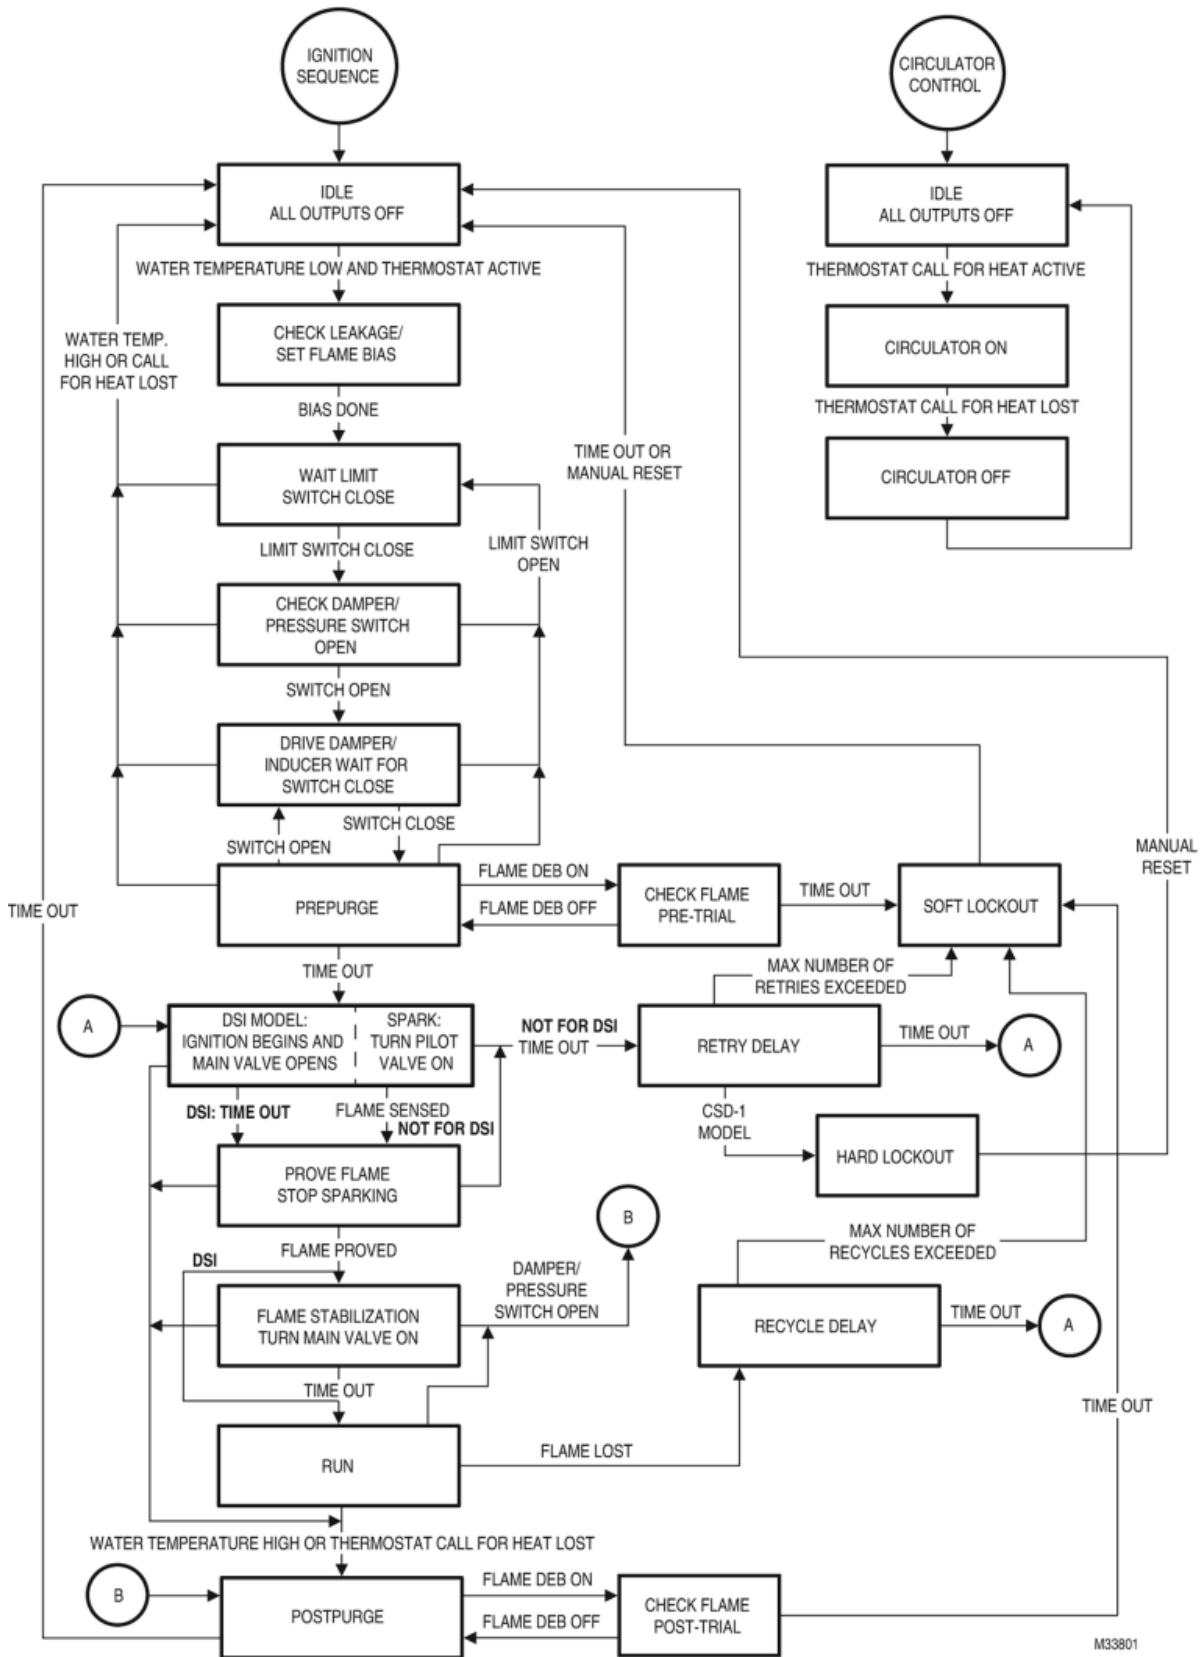 IGNITION
SEQUENCE
CIRCULATOR
CONTROL
IDLE
ALL OUTPUTS OFF
IDLE
ALL OUTPUTS OFF
WATER TEMPERATURE LOW AND THERMOSTAT ACTIVE
THERMOSTAT CALL FOR HEAT ACTIVE
CHECK LEAKAGE/
SET FLAME BIAS
WATER TEMP.
HIGH OR CALL
FOR HEAT LOST
CIRCULATOR ON
BIAS DONE
THERMOSTAT CALL FOR HEAT LOST
WAIT LIMIT
SWITCH CLOSE
TIME OUT OR
MANUAL RESET
CIRCULATOR OFF
LIMIT SWITCH CLOSE
LIMIT SWITCH
OPEN
CHECK DAMPER/
PRESSURE SWITCH
OPEN
SWITCH OPEN
DRIVE DAMPER/
INDUCER WAIT FOR
SWITCH CLOSE
SWITCH CLOSE
SWITCH OPEN
MANUAL
RESET
PREPURGE
FLAME DEB ON
FLAME DEB OFF
CHECK FLAME
PRE-TRIAL
TIME OUT
SOFT LOCKOUT
TIME OUT
TIME OUT
MAX NUMBER OF
RETRIES EXCEEDED
A
DSI MODEL:
IGNITION BEGINS AND
MAIN VALVE OPENS
SPARK:
TURN PILOT
VALVE ON
NOT FOR DSI
TIME OUT
RETRY DELAY
TIME OUT
A
DSI: TIME OUT
FLAME SENSED
NOT FOR DSI
CSD-1
MODEL
HARD LOCKOUT
PROVE FLAME
STOP SPARKING
B
FLAME PROVED
DSI
MAX NUMBER OF
RECYCLES EXCEEDED
DAMPER/
PRESSURE
SWITCH OPEN
FLAME STABILIZATION
TURN MAIN VALVE ON
RECYCLE DELAY
TIME OUT
A
TIME OUT
TIME OUT
RUN
FLAME LOST
WATER TEMPERATURE HIGH OR THERMOSTAT CALL FOR HEAT LOST
B
POSTPURGE
FLAME DEB ON
FLAME DEB OFF
CHECK FLAME
POST-TRIAL
M33801